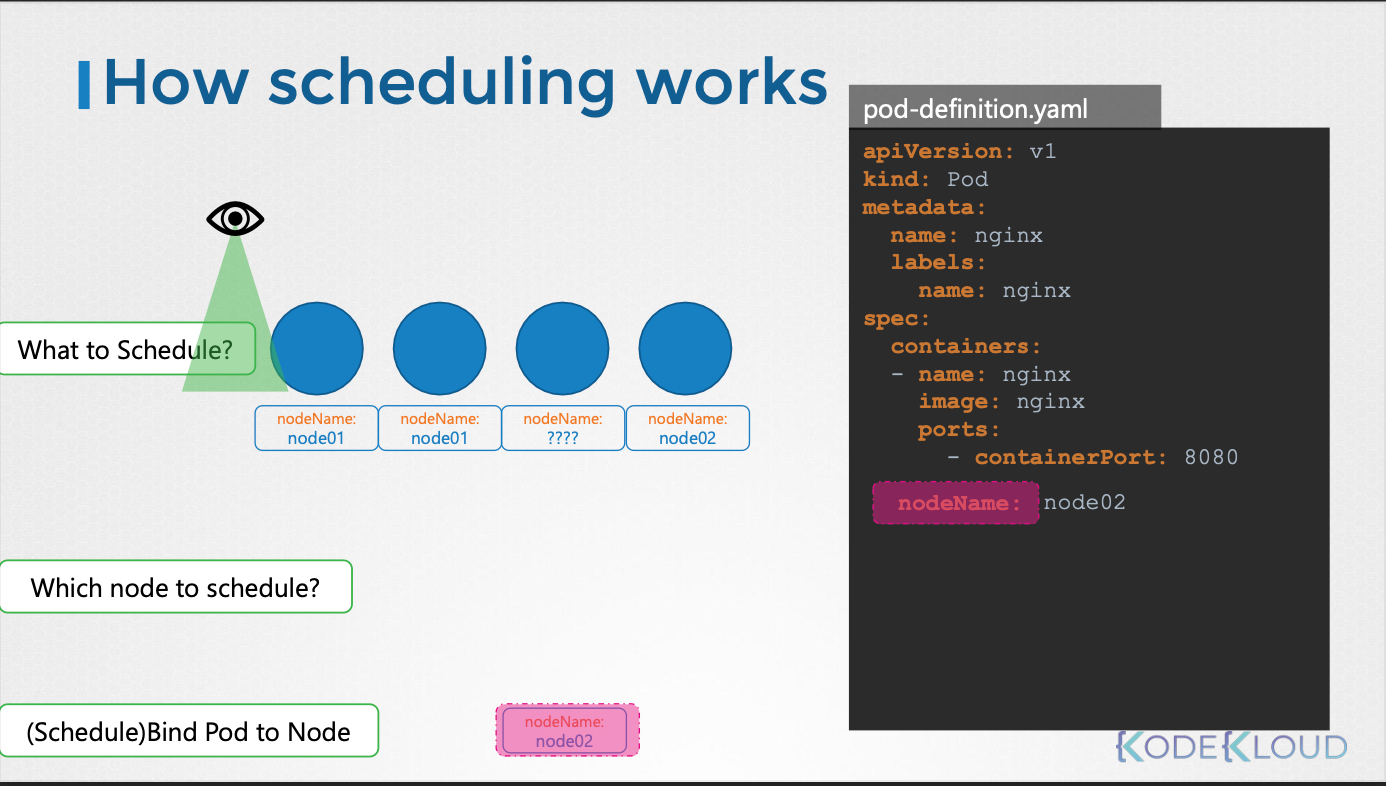 How scheduling works
pod-definition.yaml
apiVersion: v1
kind: Pod
metadata:
  name: nginx
  labels:
    name: nginx
spec:
  containers:
  - name: nginx
    image: nginx
    ports:
      - containerPort: 8080
  nodeName: node02
What to Schedule?
nodeName:
node01
nodeName:
node01
nodeName:
????
nodeName:
node02
Which node to schedule?
(Schedule)Bind Pod to Node
nodeName:
node02
KODEKLOUD